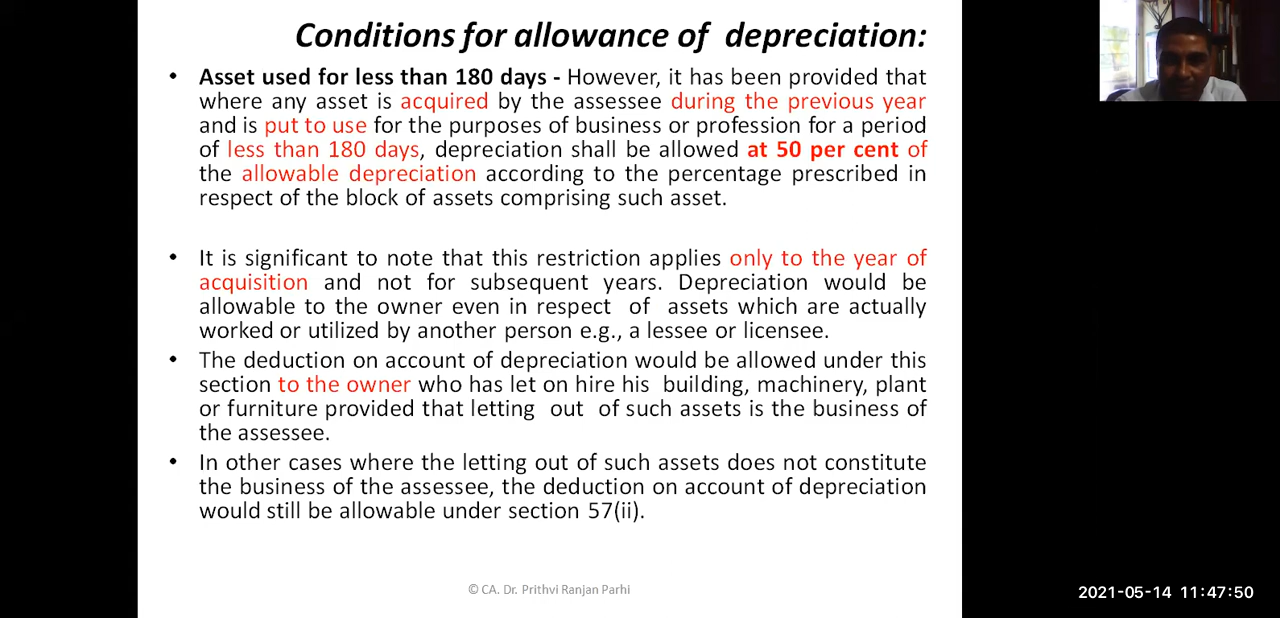 Conditions for allowance of depreciation:
• Asset used for less than 180 days - However, it has been provided that
where any asset is acquired by the assessee during the previous year
and is put to use for the purposes of business or profession for a period
of less than 180 days, depreciation shall be allowed at 50 per cent of
the allowable depreciation according to the percentage prescribed in
respect of the block of assets comprising such asset.
• It is significant to note that this restriction applies only to the year of
acquisition and not for subsequent years. Depreciation would be
allowable to the owner even in respect of assets which are actually
worked or utilized by another person e.g., a lessee or licensee.
• The deduction on account of depreciation would be allowed under this
section to the owner who has let on hire his building, machinery, plant
or furniture provided that letting out of such assets is the business of
the assessee.
• In other cases where the letting out of such assets does not constitute
the business of the assessee, the deduction on account of depreciation
would still be allowable under section 57(ii).
© CA. Dr. Prithvi Ranjan Parhi
2021-05-14 11:47:50